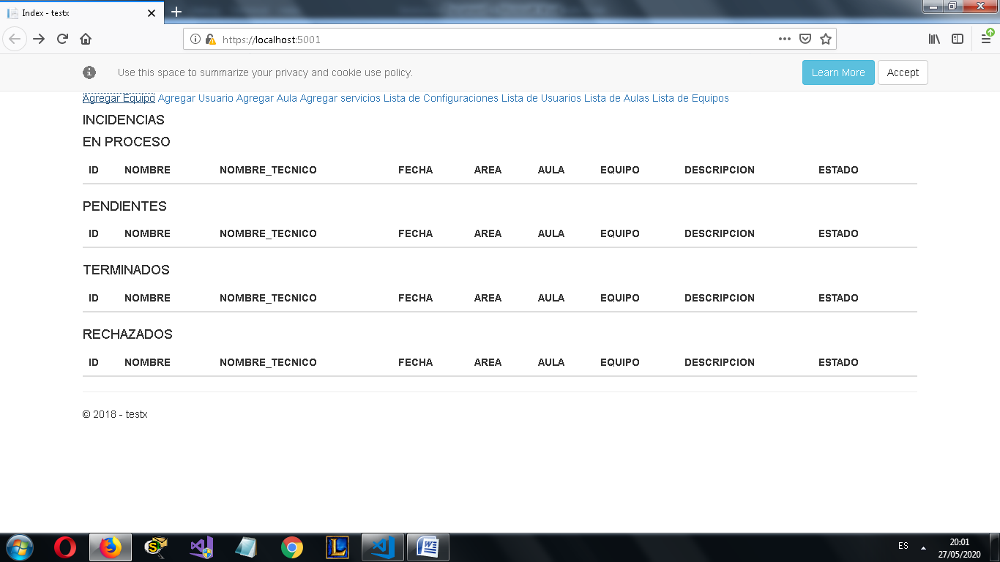 Index - testx
https://localhost:5001
Use this space to summarize your privacy and cookie use policy.
Learn More
Accept
Agregar Equipo Agregar Usuario Agregar Aula Agregar servicios Lista de Configuraciones Lista de Usuarios Lista de Aulas Lista de Equipos
INCIDENCIAS
EN PROCESO
ID NOMBRE NOMBRE_TECNICO FECHA AREA AULA EQUIPO DESCRIPCION ESTADO
PENDIENTES
ID NOMBRE NOMBRE_TECNICO FECHA AREA AULA EQUIPO DESCRIPCION ESTADO
TERMINADOS
ID NOMBRE NOMBRE_TECNICO FECHA AREA AULA EQUIPO DESCRIPCION ESTADO
RECHAZADOS
ID NOMBRE NOMBRE_TECNICO FECHA AREA AULA EQUIPO DESCRIPCION ESTADO
© 2018 - testx
ES
20:01
27/05/2020